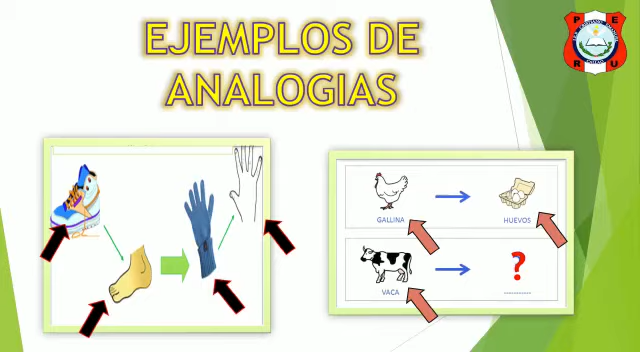 EJEMPLOS DE
ANALOGIAS
P E
R U
GALLINA
HUEVOS
?
VACA